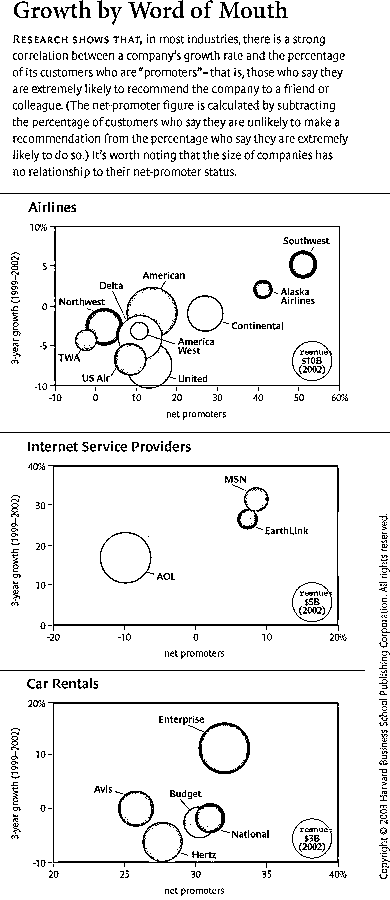 Growth by Word of Mouth
RESEARCH SHOWS THAT, in most industries, there is a strong
correlation between a company's growth rate and the percentage
of its customers who are "promoters"–that is, those who say they
are extremely likely to recommend the company to a friend or
colleague. (The net-promoter figure is calculated by subtracting
the percentage of customers who say they are unlikely to make a
recommendation from the percentage who say they are extremely
likely to do so.) It's worth noting that the size of companies has
no relationship to their net-promoter status.
Airlines
3-year growth (1999–2002)
10%
5
0
-5
-10
Southwest
American
Delta
Northwest
Alaska
Airlines
Continental
America
West
TWA
US Air
United
revenues
$10B
(2002)
-10 0 10 20 30 40 50 60%
net promoters
Internet Service Providers
3-year growth (1999–2002)
40%
30
20
10
0
MSN
EarthLink
AOL
revenues
$5B
(2002)
-20 -10 0 10 20%
net promoters
Car Rentals
3-year growth (1999–2002)
20%
10
0
-10
Enterprise
Avis
Budget
National
Hertz
revenues
$3B
(2002)
20 25 30 35 40%
net promoters
Copyright © 2003 Harvard Business School Publishing Corporation. All rights reserved.